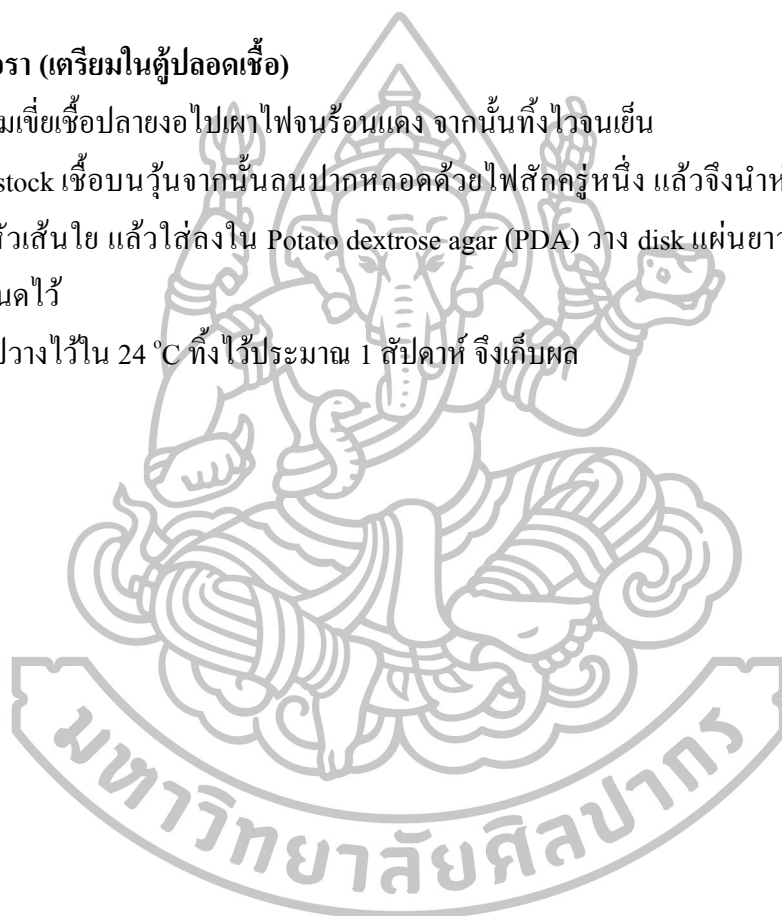 อรา (เตรียมในตู้ปลอดเชื้อ)
มเขี่ยเชื้อปลายงอไปเผาไฟจนร้อนแดง จากนั้นทิ้งไวจนเย็น
stock เชื้อบนวุ้นจากนั้นลนปากหลอดด้วยไฟสักครู่หนึ่ง แล้วจึงนำห
หัวเส้นใย แล้วใส่ลงใน Potato dextrose agar (PDA) วาง disk แผ่นยาว
นดไว้
ปวางไว้ใน 24 °C ทิ้งไว้ประมาณ 1 สัปดาห์ จึงเก็บผล
มหาวิทยาลัยศิลปากร